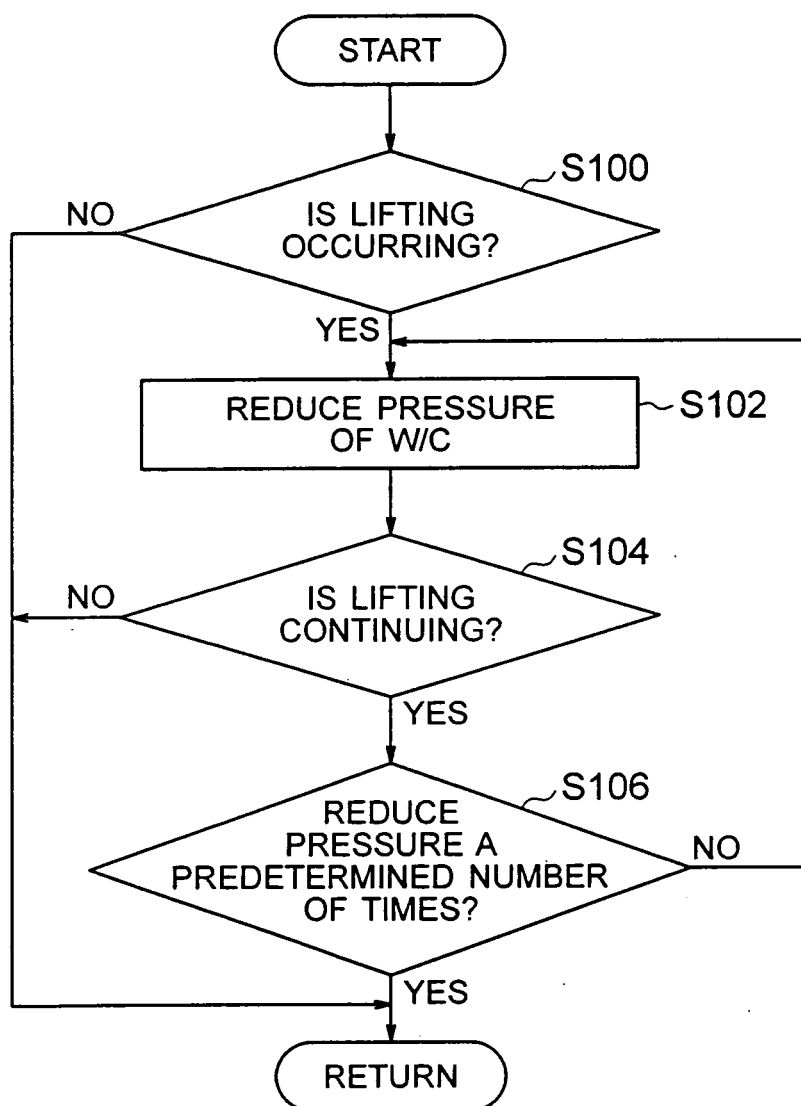 START
S100
NO
IS LIFTING
OCCURRING?
YES
REDUCE PRESSURE
OF W/C
S102
S104
NO
IS LIFTING
CONTINUING?
YES
S106
REDUCE
PRESSURE A
PREDETERMINED NUMBER
OF TIMES?
NO
YES
RETURN